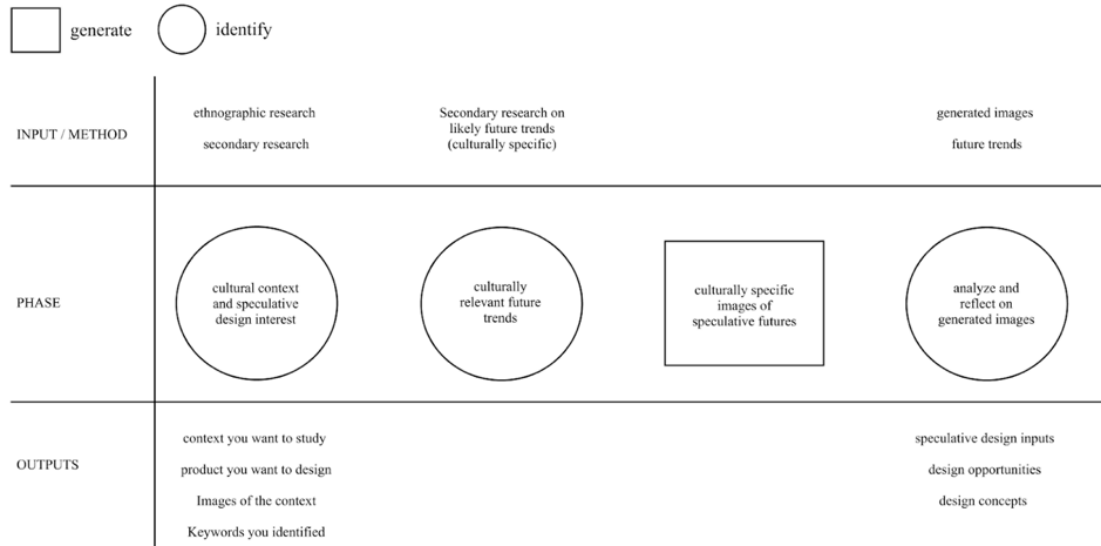 generate
identify
INPUT / METHOD
ethnographic research
secondary research
Secondary research on
likely future trends
(culturally specific)
generated images
future trends
PHASE
cultural context
and speculative
design interest
culturally
relevant future
trends
culturally specific
images of
speculative futures
analyze and
reflect on
generated images
OUTPUTS
context you want to study
product you want to design
Images of the context
Keywords you identified
speculative design inputs
design opportunities
design concepts